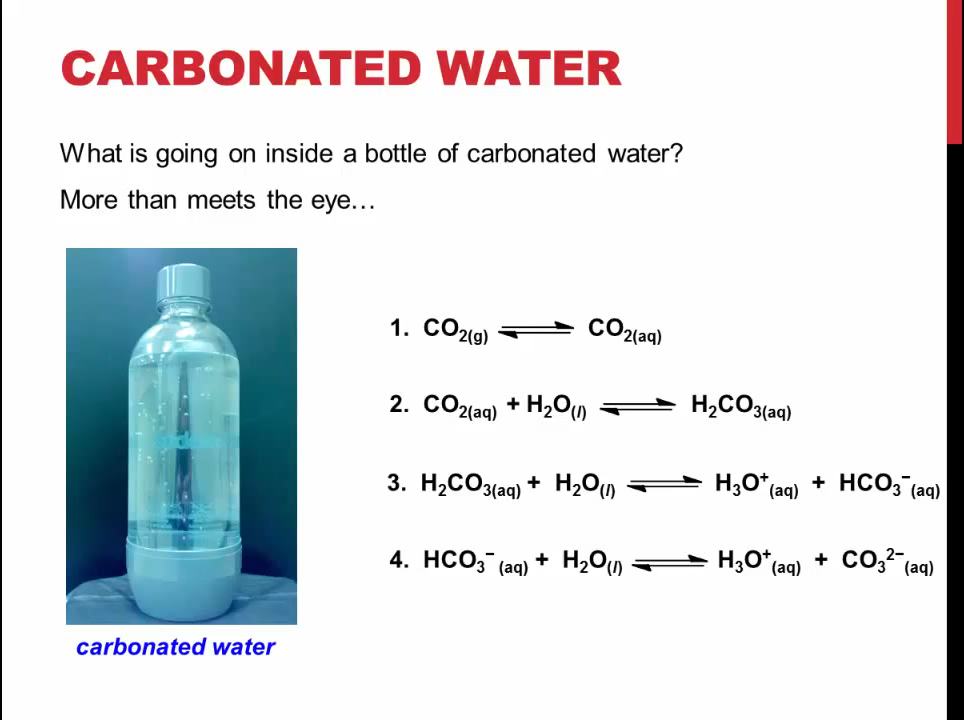 CARBONATED WATER
What is going on inside a bottle of carbonated water?
More than meets the eye…
1. CO₂(g) ⇌ CO₂(aq)
2. CO₂(aq) + H₂O(l) ⇌ H₂CO₃(aq)
3. H₂CO₃(aq) + H₂O(l) ⇌ H₃O⁺(aq) + HCO₃⁻(aq)
4. HCO₃⁻(aq) + H₂O(l) ⇌ H₃O⁺(aq) + CO₃²⁻(aq)
carbonated water